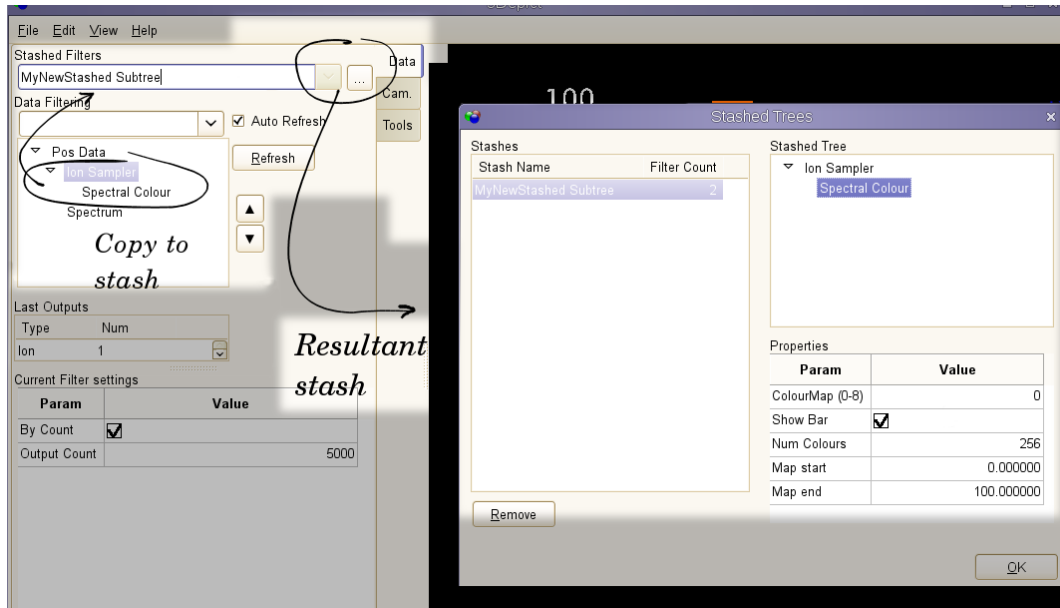 File Edit View Help
Stashed Filters
MyNewStashed Subtree
...
Data
Cam.
Tools
Data Filtering
Auto Refresh
Pos Data
Ion Sampler
Spectral Colour
Spectrum
Refresh
Copy to
stash
Last Outputs
Type Num
Ion 1
Resultant
stash
Current Filter settings
Param Value
By Count
Output Count 5000
100
Stashed Trees
Stashes
Stash Name Filter Count
MyNewStashed Subtree 2
Remove
Stashed Tree
Ion Sampler
Spectral Colour
Properties
Param Value
ColourMap (0-8) 0
Show Bar
Num Colours 256
Map start 0.000000
Map end 100.000000
OK